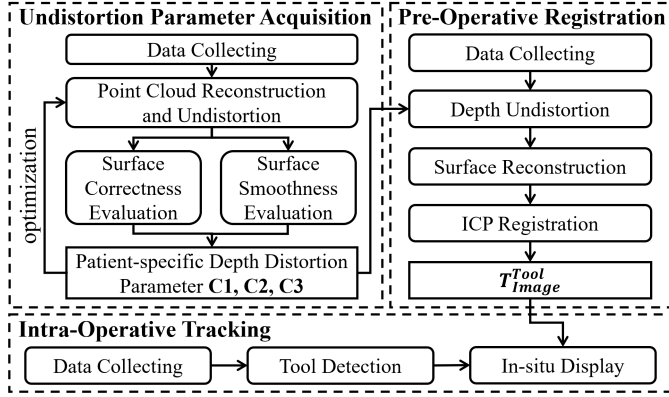 Undistortion Parameter Acquisition
Data Collecting
Point Cloud Reconstruction
and Undistortion
optimization
Surface
Correctness
Evaluation
Surface
Smoothness
Evaluation
Patient-specific Depth Distortion
Parameter C1, C2, C3
Pre-Operative Registration
Data Collecting
Depth Undistortion
Surface Reconstruction
ICP Registration
T^{Tool}_{Image}
Intra-Operative Tracking
Data Collecting
Tool Detection
In-situ Display